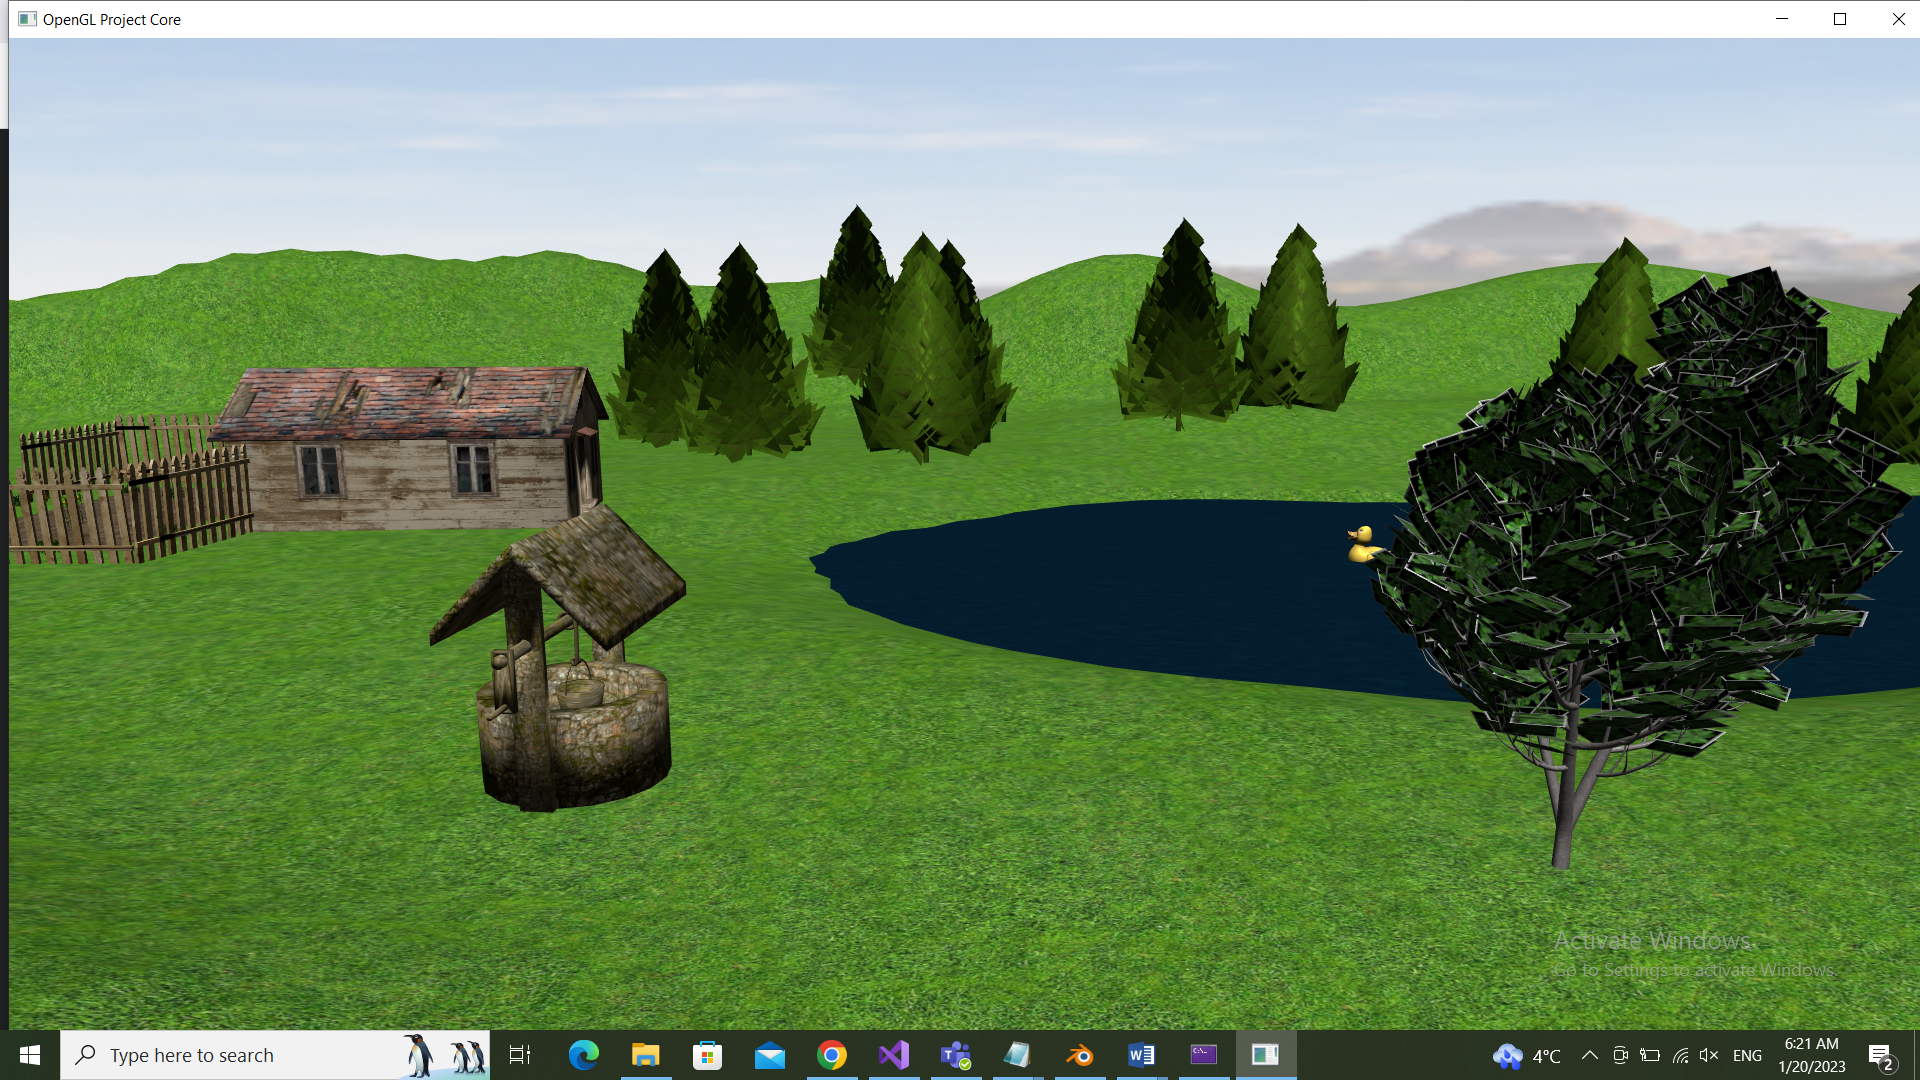 OpenGL Project Core
Activate Windows
Go to Settings to activate Windows.
Type here to search
4°C
ENG
6:21 AM
1/20/2023
2